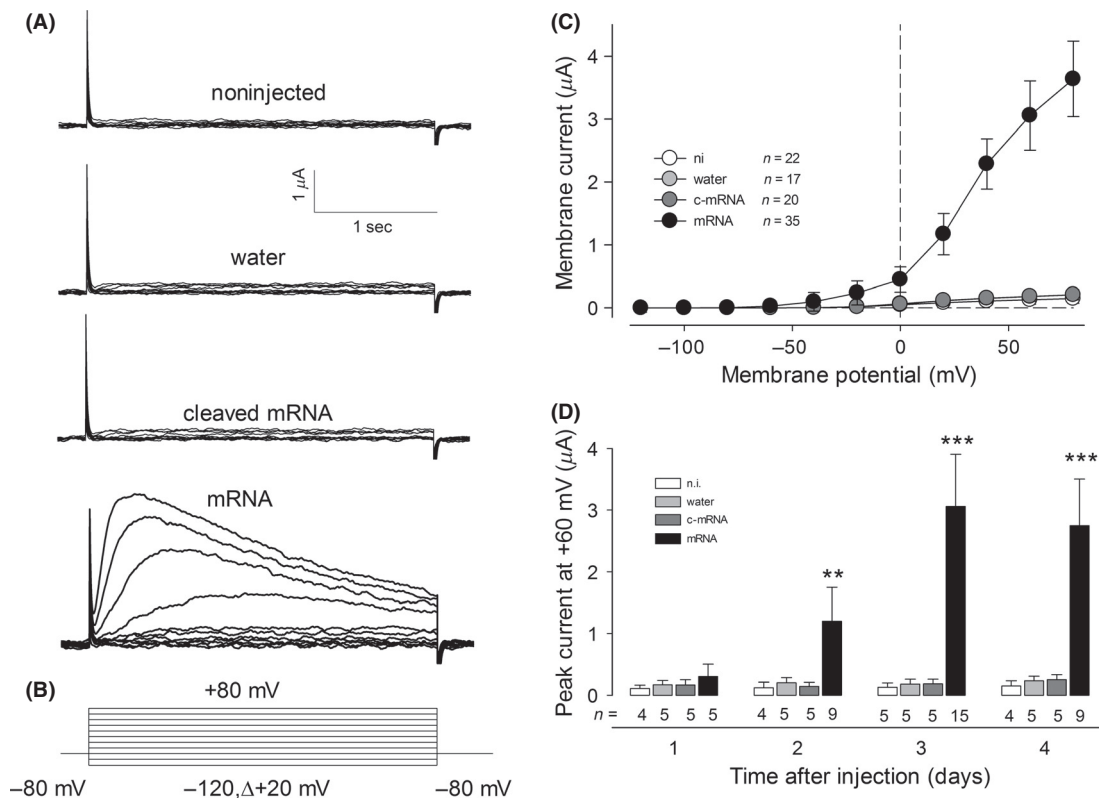 (A)
noninjected
1 μA
1 sec
water
cleaved mRNA
mRNA
(B)
+80 mV
−80 mV
−120,Δ+20 mV
−80 mV
(C)
Membrane current (μA)
4
3
2
1
0
ni n = 22
water n = 17
c-mRNA n = 20
mRNA n = 35
−100 −50 0 50
Membrane potential (mV)
(D)
Peak current at +60 mV (μA)
4
3
2
1
0
n.i.
water
c-mRNA
mRNA
**
***
***
n = 4 5 5 5 4 5 5 9 5 5 5 15 4 5 5 9
1 2 3 4
Time after injection (days)